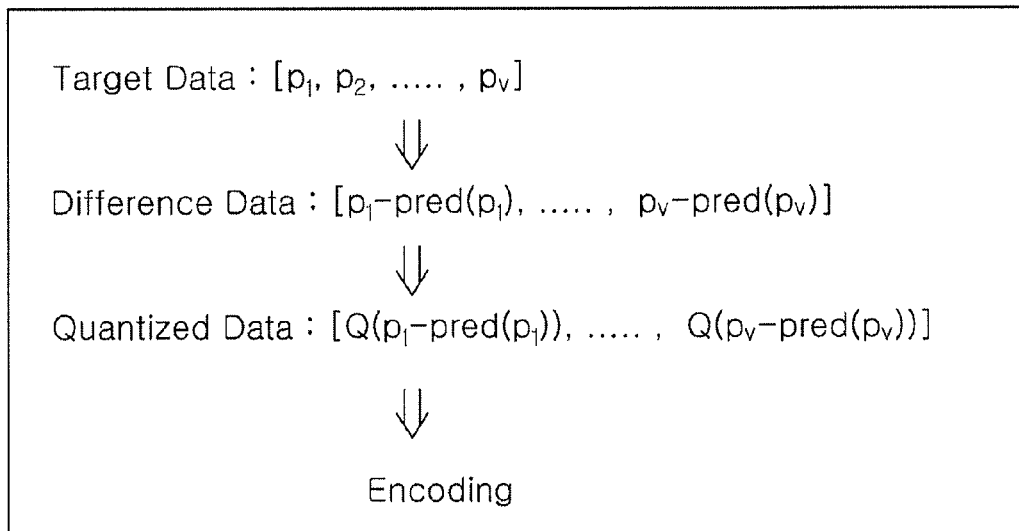 Target Data : [p₁, p₂, ..... , pᵥ]
Difference Data : [p₁-pred(p₁), ..... , pᵥ-pred(pᵥ)]
Quantized Data : [Q(p₁-pred(p₁)), ..... , Q(pᵥ-pred(pᵥ))]
Encoding